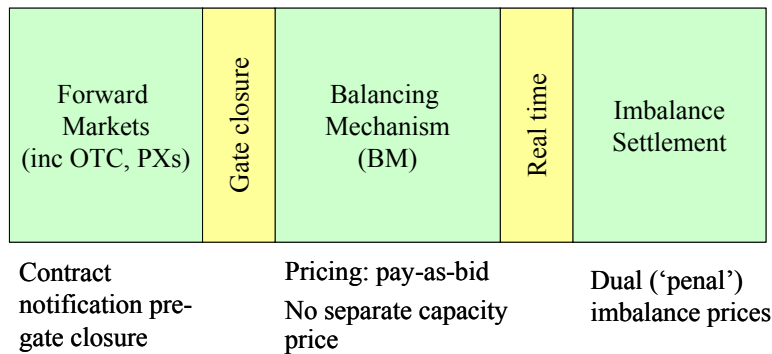 Forward
Markets
(inc OTC, PXs)
Gate closure
Balancing
Mechanism
(BM)
Real time
Imbalance
Settlement
Contract
notification pre-
gate closure
Pricing: pay-as-bid
No separate capacity
price
Dual (‘penal’)
imbalance prices